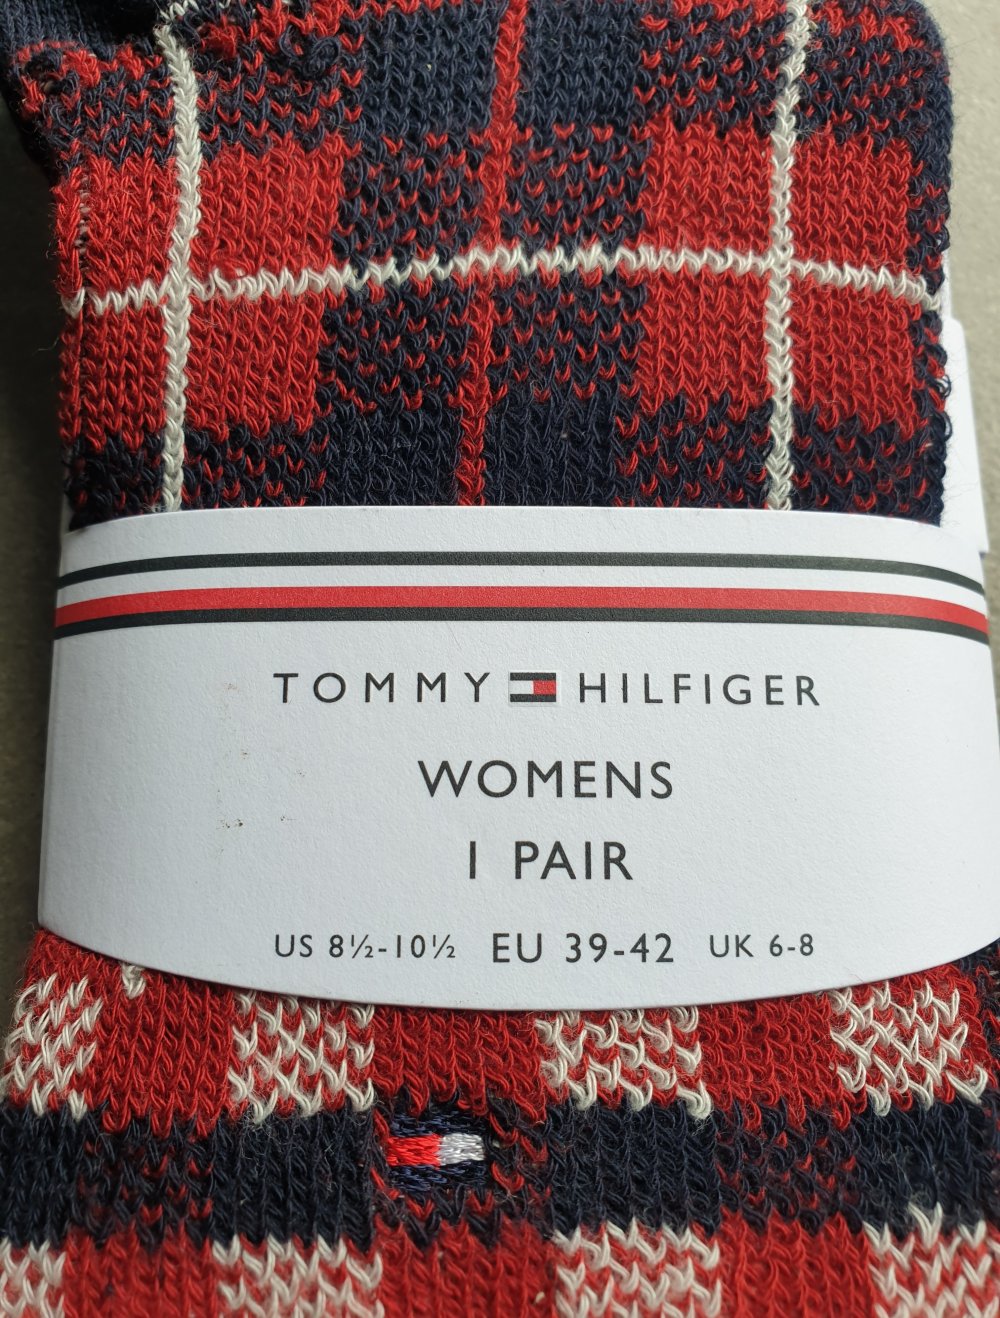 TOMMY HILFIGER
WOMENS
1 PAIR
US 8½-10½ EU 39-42 UK 6-8